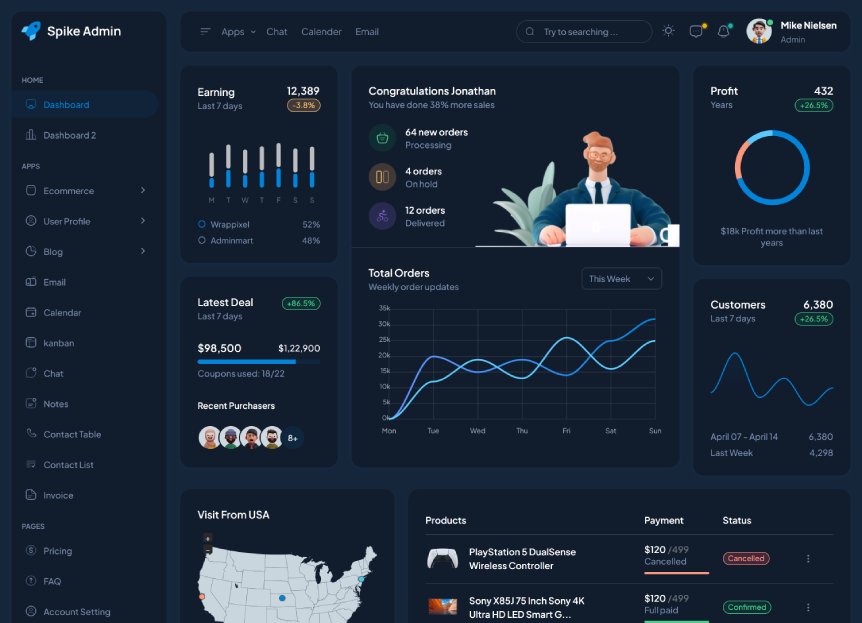 Spike Admin
HOME
Dashboard
Dashboard 2
APPS
Ecommerce
User Profile
Blog
Email
Calendar
kanban
Chat
Notes
Contact Table
Contact List
Invoice
PAGES
Pricing
FAQ
Account Setting
Apps Chat Calendar Email
Try to searching ...
Mike Nielsen
Admin
Earning 12,389
Last 7 days -3.8%
M T W T F S S
Wrappixel 52%
Adminmart 48%
Congratulations Jonathan
You have done 38% more sales
64 new orders
Processing
4 orders
On hold
12 orders
Delivered
Profit 432
Years +26.5%
$18k Profit more than last
years
Latest Deal +86.5%
Last 7 days
$98,500 $1,22,900
Coupons used: 18/22
Recent Purchasers
8+
Total Orders
Weekly order updates
This Week
35k
30k
25k
20k
15k
10k
5k
0k
Mon Tue Wed Thu Fri Sat Sun
Customers 6,380
Last 7 days +26.5%
April 07 - April 14 6,380
Last Week 4,298
Visit From USA
+
-
Products Payment Status
PlayStation 5 DualSense
Wireless Controller
$120 /499
Cancelled
Cancelled
Sony X85J 75 Inch Sony 4K
Ultra HD LED Smart G...
$120 /499
Full paid
Confirmed